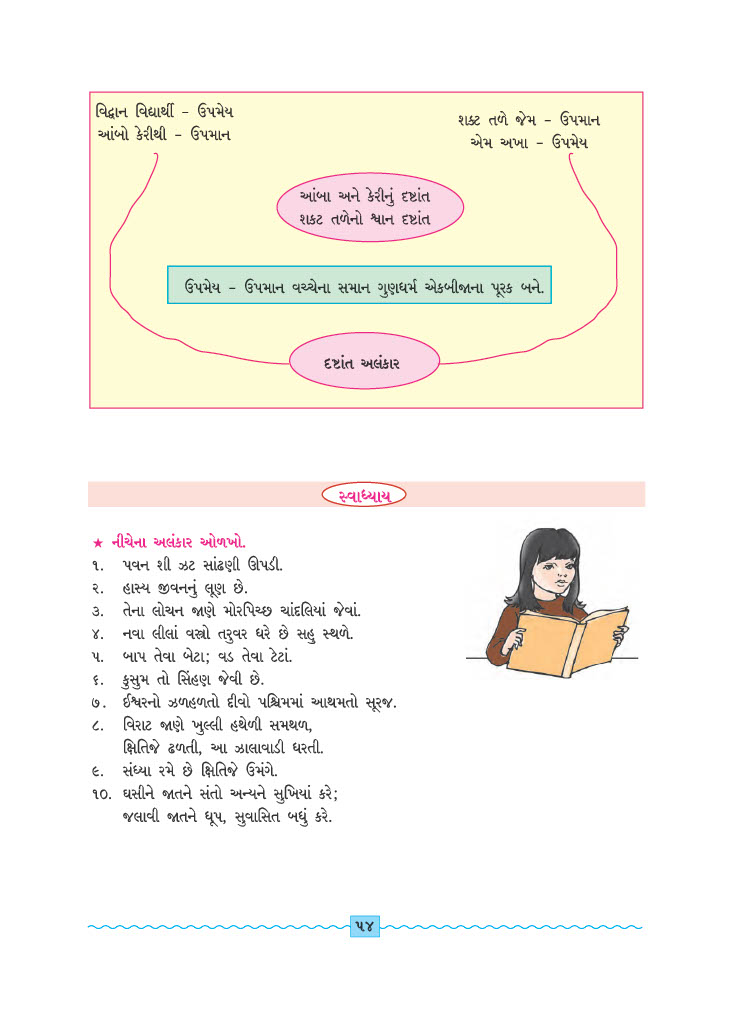 વિદ્વાન વિદ્યાર્થી – ઉપમેય
આંબો કેરીથી – ઉપમાન
શકટ તળે જેમ – ઉપમાન
એમ અખા – ઉપમેય
આંબા અને કેરીનું દષ્ટાંત
શકટ તળેનો શ્વાન દષ્ટાંત
ઉપમેય – ઉપમાન વચ્ચેના સમાન ગુણધર્મ એકબીજાના પૂરક બને.
દષ્ટાંત અલંકાર
સ્વાધ્યાય
★ નીચેના અલંકાર ઓળખો.
૧. પવન શી ઝટ સાંઢણી ઊપડી.
૨. હાસ્ય જીવનનું લૂણ છે.
૩. તેના લોચન જાણે મોરપિચ્છ ચાંદલિયાં જેવાં.
૪. નવા લીલાં વસ્ત્રો તરુવર ધરે છે સહુ સ્થળે.
૫. બાપ તેવા બેટા; વડ તેવા ટેટાં.
૬. કુસુમ તો સિંહણ જેવી છે.
૭. ઈશ્વરનો ઝળહળતો દીવો પશ્ચિમમાં આથમતો સૂરજ.
૮. વિરાટ જાણે ખુલ્લી હથેળી સમથળ,
ક્ષિતિજે ઢળતી, આ ઝાલાવાડી ધરતી.
૯. સંધ્યા રમે છે ક્ષિતિજે ઉમંગે.
૧૦. ઘસીને જાતને સંતો અન્યને સુખિયાં કરે;
જલાવી જાતને ધૂપ, સુવાસિત બધું કરે.
૫૪